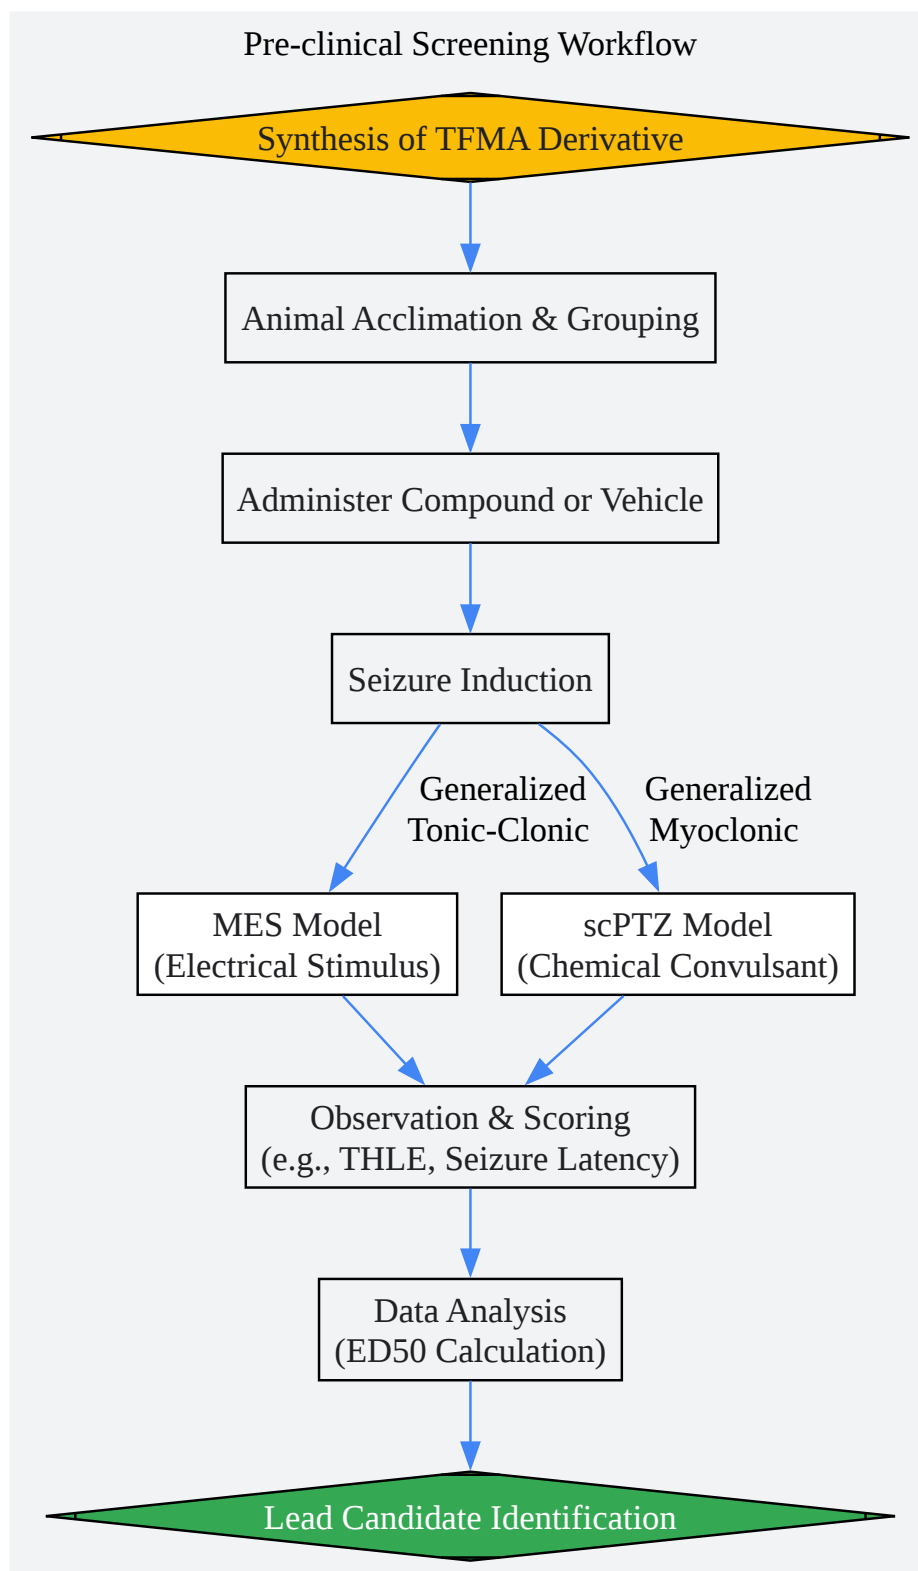 Pre-clinical Screening Workflow
Synthesis of TFMA Derivative
Animal Acclimation & Grouping
Administer Compound or Vehicle
Seizure Induction
Generalized
Tonic-Clonic
Generalized
Myoclonic
MES Model
(Electrical Stimulus)
scPTZ Model
(Chemical Convulsant)
Observation & Scoring
(e.g., THLE, Seizure Latency)
Data Analysis
(ED50 Calculation)
Lead Candidate Identification